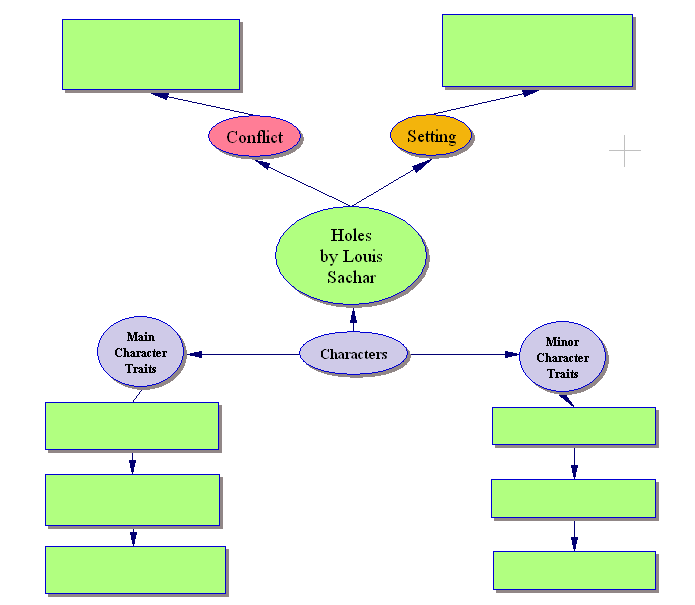 Conflict
Setting
Holes
by Louis
Sachar
Main
Character
Traits
Characters
Minor
Character
Traits